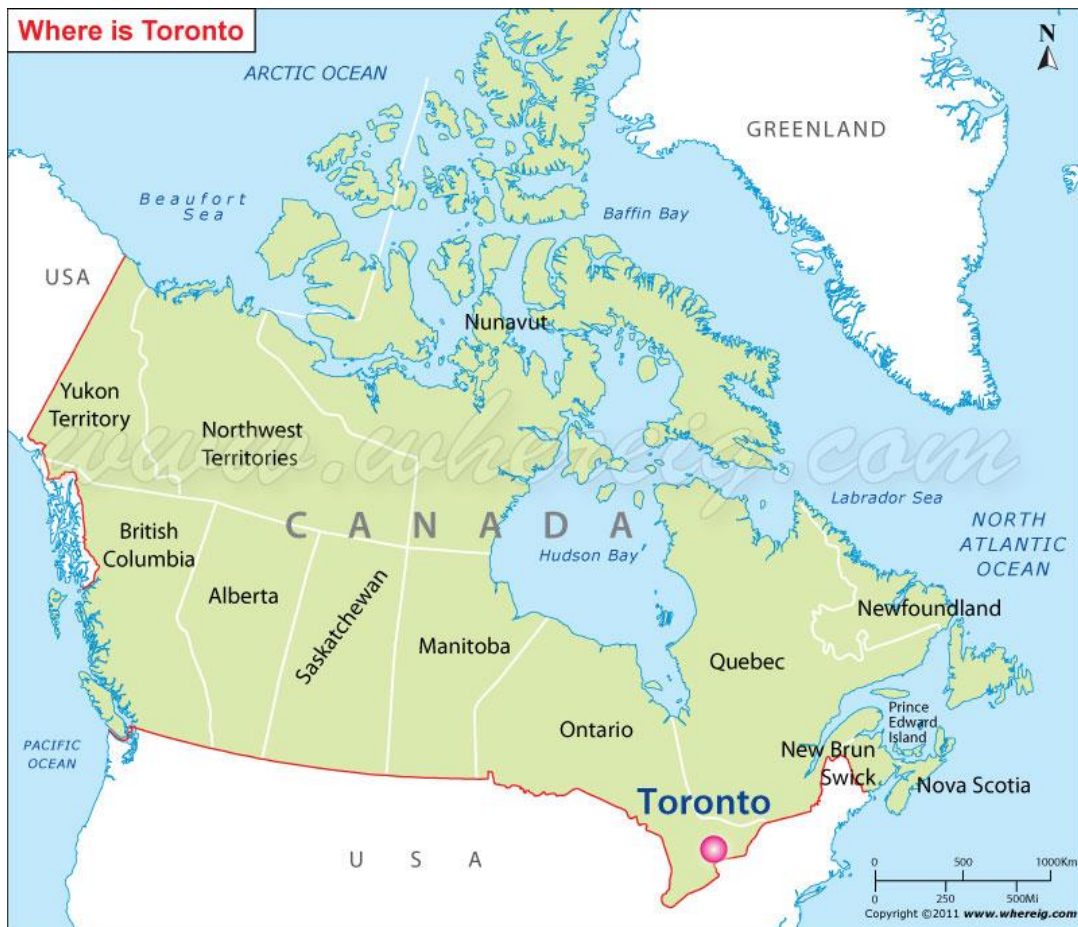 Where is Toronto
N
ARCTIC OCEAN
GREENLAND
Beaufort
Sea
Baffin Bay
USA
Nunavut
Yukon
Territory
Northwest
Territories
www.whereig.com
Labrador Sea
CANADA
NORTH
ATLANTIC
OCEAN
British
Columbia
Hudson Bay
Alberta
Saskatchewan
Newfoundland
Manitoba
Quebec
Ontario
Prince
Edward
Island
PACIFIC
OCEAN
New Brun
Swick
Nova Scotia
Toronto
USA
0 500 1000Km
0 250 500Mi
Copyright ©2011 www.whereig.com